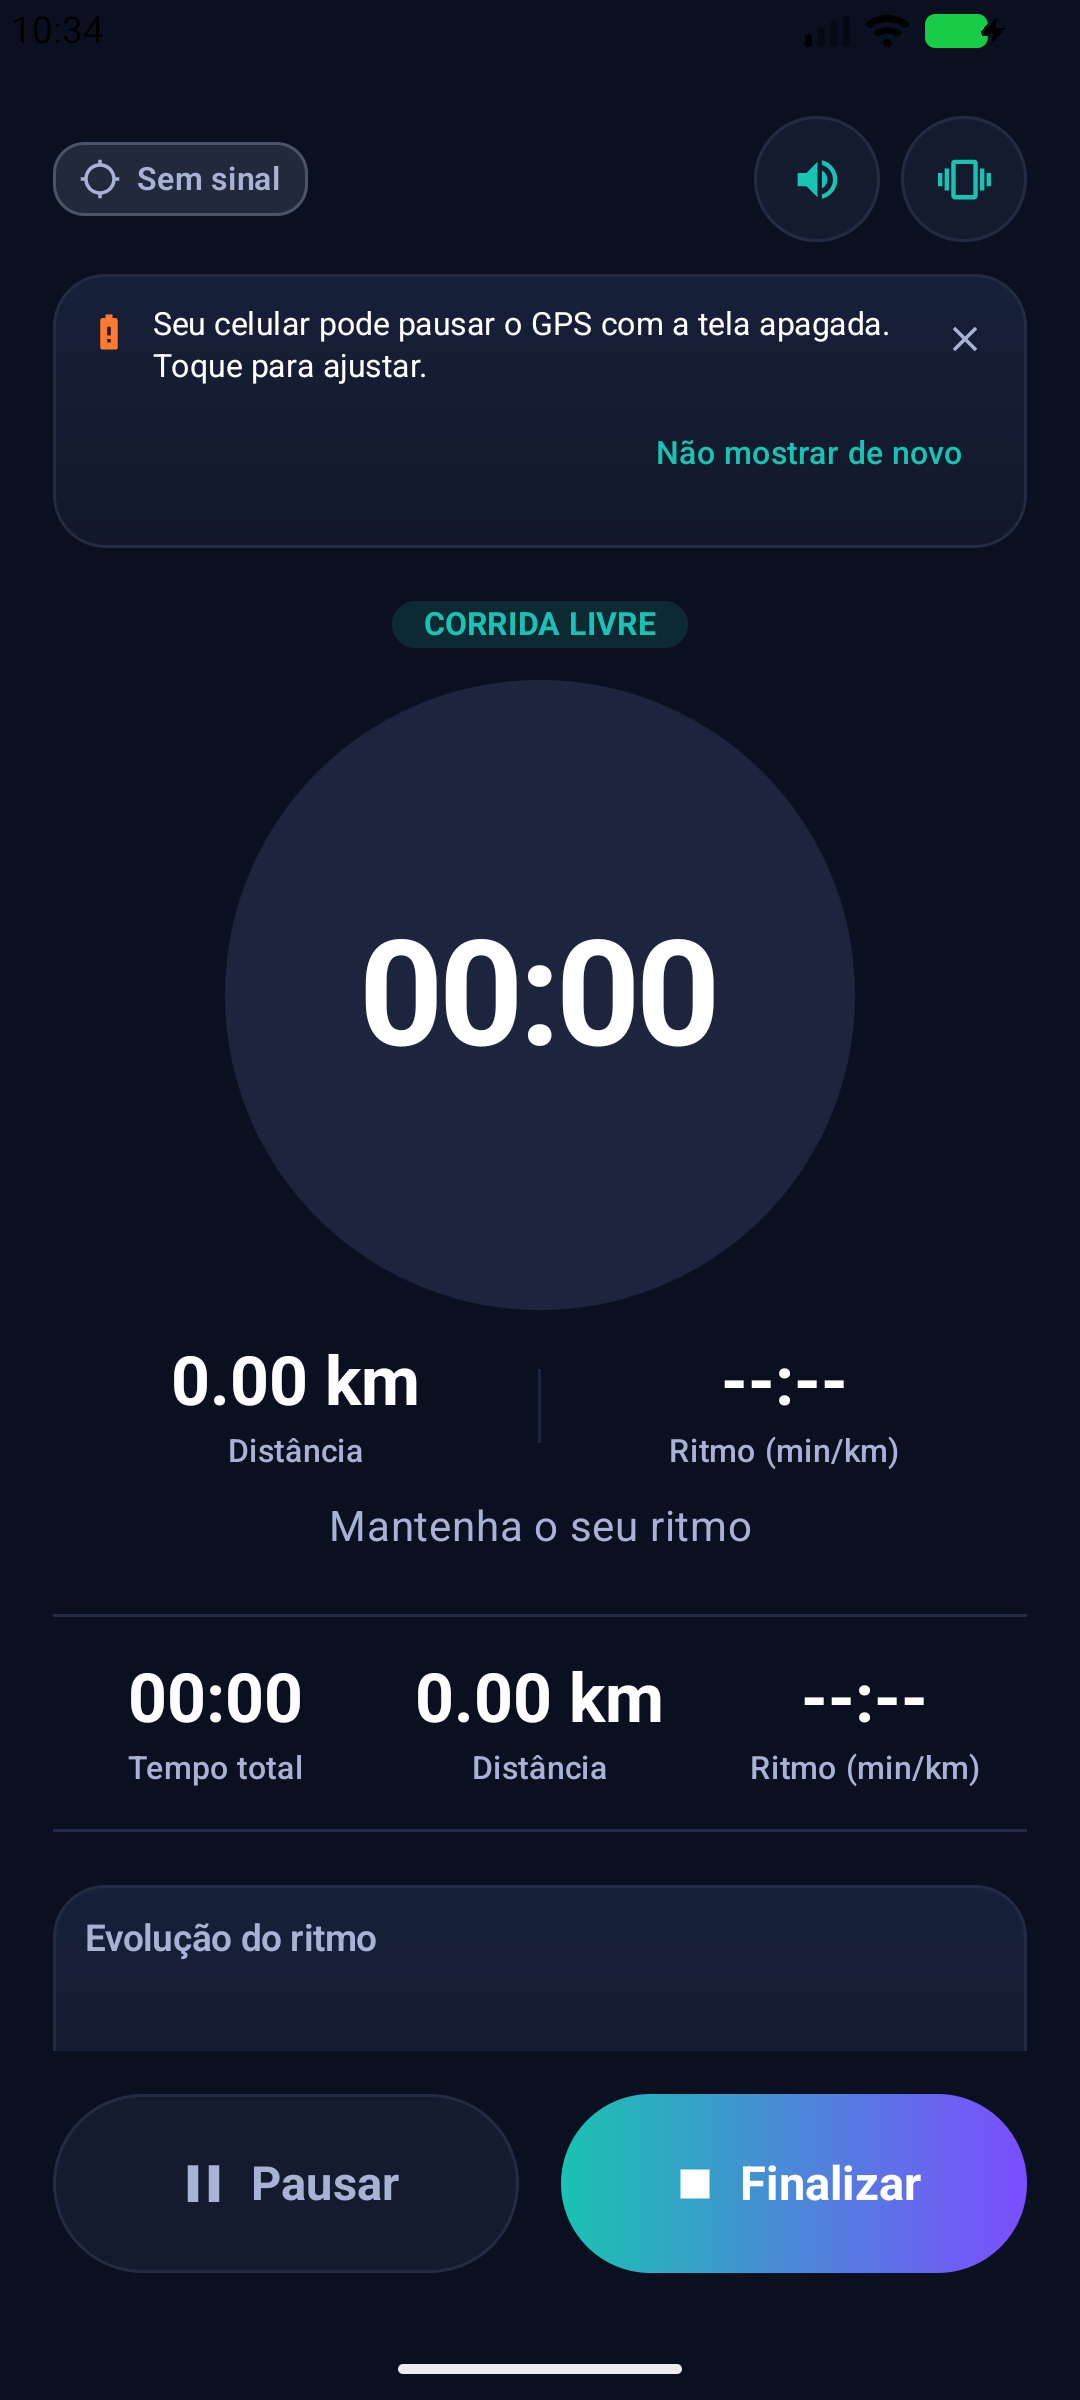 10:34
Sem sinal
Seu celular pode pausar o GPS com a tela apagada.
Toque para ajustar.
Não mostrar de novo
CORRIDA LIVRE
00:00
0.00 km
--:--
Distância
Ritmo (min/km)
Mantenha o seu ritmo
00:00
0.00 km
--:--
Tempo total
Distância
Ritmo (min/km)
Evolução do ritmo
Pausar
Finalizar